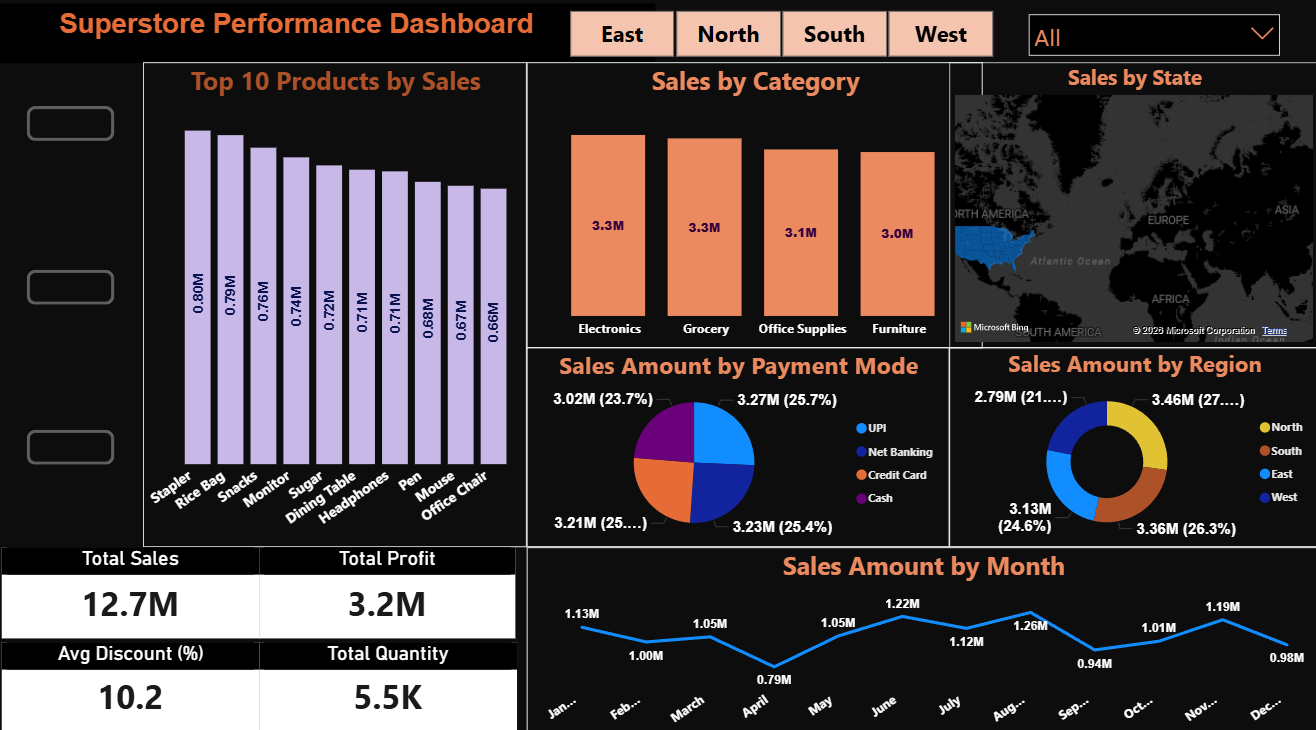 Superstore Performance Dashboard
East
North
South
West
All
Top 10 Products by Sales
0.80M
0.79M
0.76M
0.74M
0.72M
0.71M
0.71M
0.68M
0.67M
0.66M
Stapler
Rice Bag
Snacks
Monitor
Sugar
Dining Table
Headphones
Pen
Mouse
Office Chair
Sales by Category
3.3M
3.3M
3.1M
3.0M
Electronics
Grocery
Office Supplies
Furniture
Sales by State
ORTH AMERICA
EUROPE
ASIA
Atlantic Ocean
AFRICA
SOUTH AMERICA
Indian Ocean
Microsoft Bing
© 2026 Microsoft Corporation Terms
Sales Amount by Payment Mode
3.02M (23.7%)
3.27M (25.7%)
3.21M (25....)
3.23M (25.4%)
UPI
Net Banking
Credit Card
Cash
Sales Amount by Region
2.79M (21....)
3.46M (27....)
3.13M
(24.6%)
3.36M (26.3%)
North
South
East
West
Total Sales
12.7M
Total Profit
3.2M
Avg Discount (%)
10.2
Total Quantity
5.5K
Sales Amount by Month
1.13M
1.00M
1.05M
0.79M
1.05M
1.22M
1.12M
1.26M
0.94M
1.01M
1.19M
0.98M
Jan...
Feb...
March
April
May
June
July
Aug...
Sep...
Oct...
Nov...
Dec...